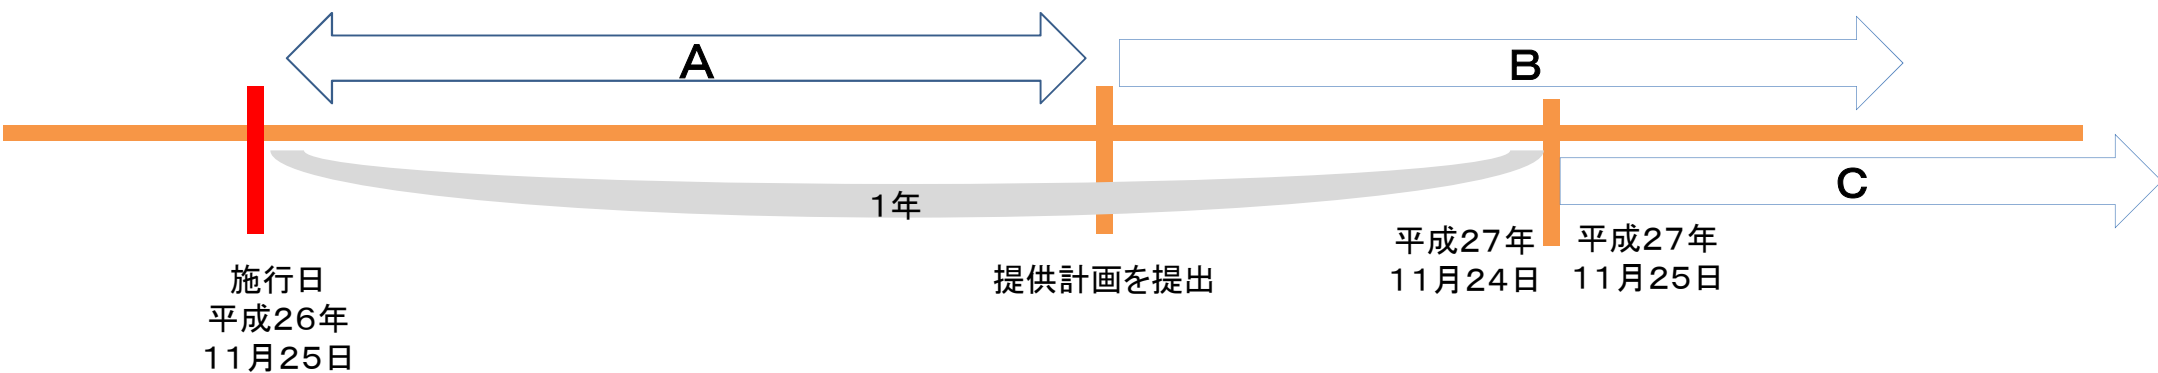 A
B
C
1年
施行日
平成26年
11月25日
提供計画を提出
平成27年
11月24日
平成27年
11月25日